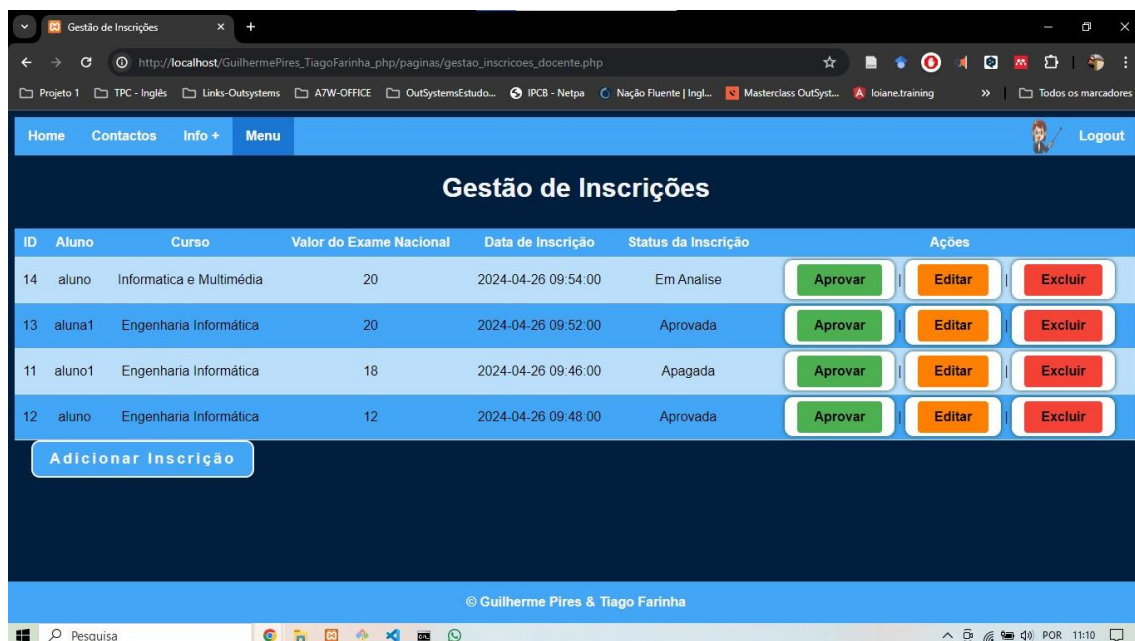 Gestão de Inscrições
http://localhost/GuilhermePires_TiagoFarinha_php/paginas/gestao_inscricoes_docente.php
Projeto 1 TPC - Inglês Links-Outsystems A7W-OFFICE OutSystemsEstudo... IPCB - Netpa Nação Fluente | Ingl... Masterclass OutSyst... loiane.training » Todos os marcadores
Home Contactos Info + Menu Logout
Gestão de Inscrições
ID Aluno Curso Valor do Exame Nacional Data de Inscrição Status da Inscrição Ações
14 aluno Informatica e Multimédia 20 2024-04-26 09:54:00 Em Analise Aprovar | Editar | Excluir
13 aluna1 Engenharia Informática 20 2024-04-26 09:52:00 Aprovada Aprovar | Editar | Excluir
11 aluno1 Engenharia Informática 18 2024-04-26 09:46:00 Apagada Aprovar | Editar | Excluir
12 aluno Engenharia Informática 12 2024-04-26 09:48:00 Aprovada Aprovar | Editar | Excluir
Adicionar Inscrição
© Guilherme Pires & Tiago Farinha
Pesquisa POR 11:10